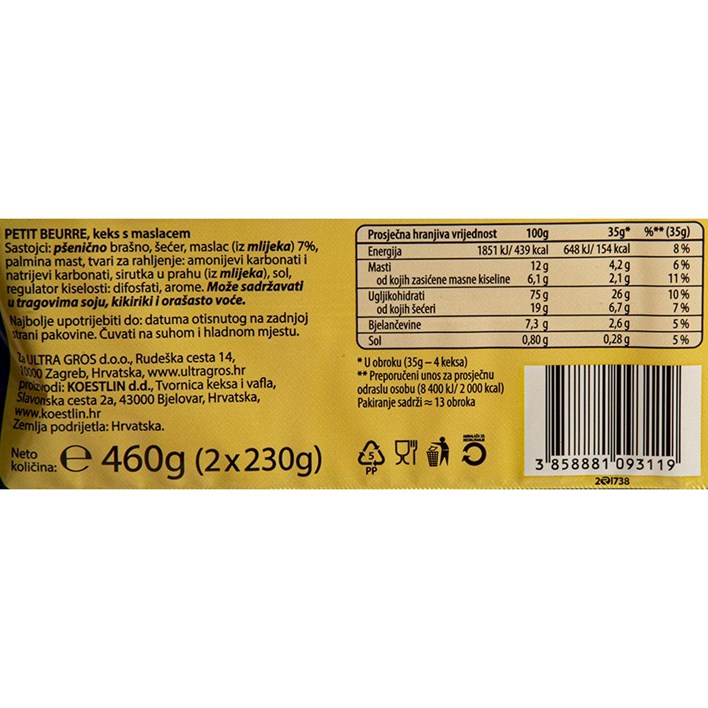 PETIT BEURRE, keks s maslacem
Sastojci: pšenično brašno, šećer, maslac (iz mlijeka) 7%,
palmina mast, tvari za rahljenje: amonijevi karbonati i
natrijevi karbonati, sirutka u prahu (iz mlijeka), sol,
regulator kiselosti: difosfati, arome. Može sadržavati
u tragovima soju, kikiriki i orašasto voće.
Najbolje upotrijebiti do: datuma otisnutog na zadnjoj
strani pakovine. Čuvati na suhom i hladnom mjestu.
Za ULTRA GROS d.o.o., Rudeška cesta 14,
10000 Zagreb, Hrvatska, www.ultragros.hr
proizvodi: KOESTLIN d.d., Tvornica keksa i vafla,
Slavonska cesta 2a, 43000 Bjelovar, Hrvatska,
www.koestlin.hr
Zemlja podrijetla: Hrvatska.
Neto
količina: e 460g (2x230g)
Prosječna hranjiva vrijednost 100g 35g* %** (35g)
Energija 1851 kJ/ 439 kcal 648 kJ/ 154 kcal 8 %
Masti 12 g 4,2 g 6 %
od kojih zasićene masne kiseline 6,1 g 2,1 g 11 %
Ugljikohidrati 75 g 26 g 10 %
od kojih šećeri 19 g 6,7 g 7 %
Bjelančevine 7,3 g 2,6 g 5 %
Sol 0,80 g 0,28 g 5 %
* U obroku (35g – 4 keksa)
** Preporučeni unos za prosječnu
odraslu osobu (8 400 kJ/ 2 000 kcal)
Pakiranje sadrži ≈ 13 obroka
5
PP
3 858881 093119